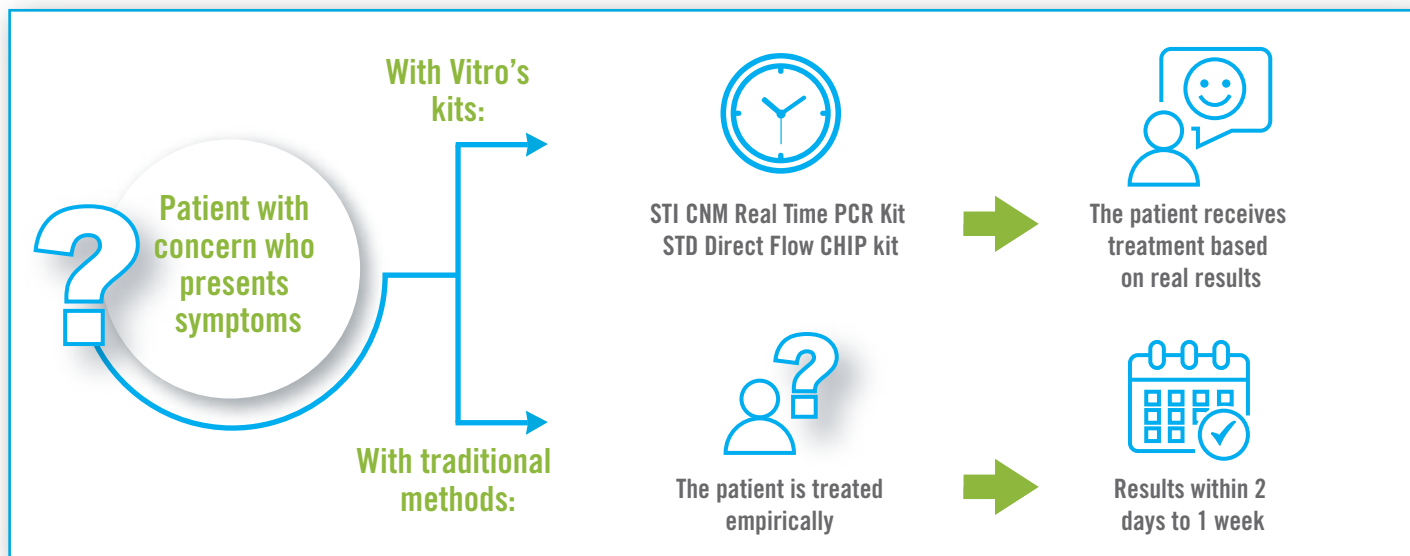 With Vitro’s
kits:
Patient with
concern who
presents
symptoms
STI CNM Real Time PCR Kit
STD Direct Flow CHIP kit
The patient receives
treatment based
on real results
With traditional
methods:
The patient is treated
empirically
Results within 2
days to 1 week